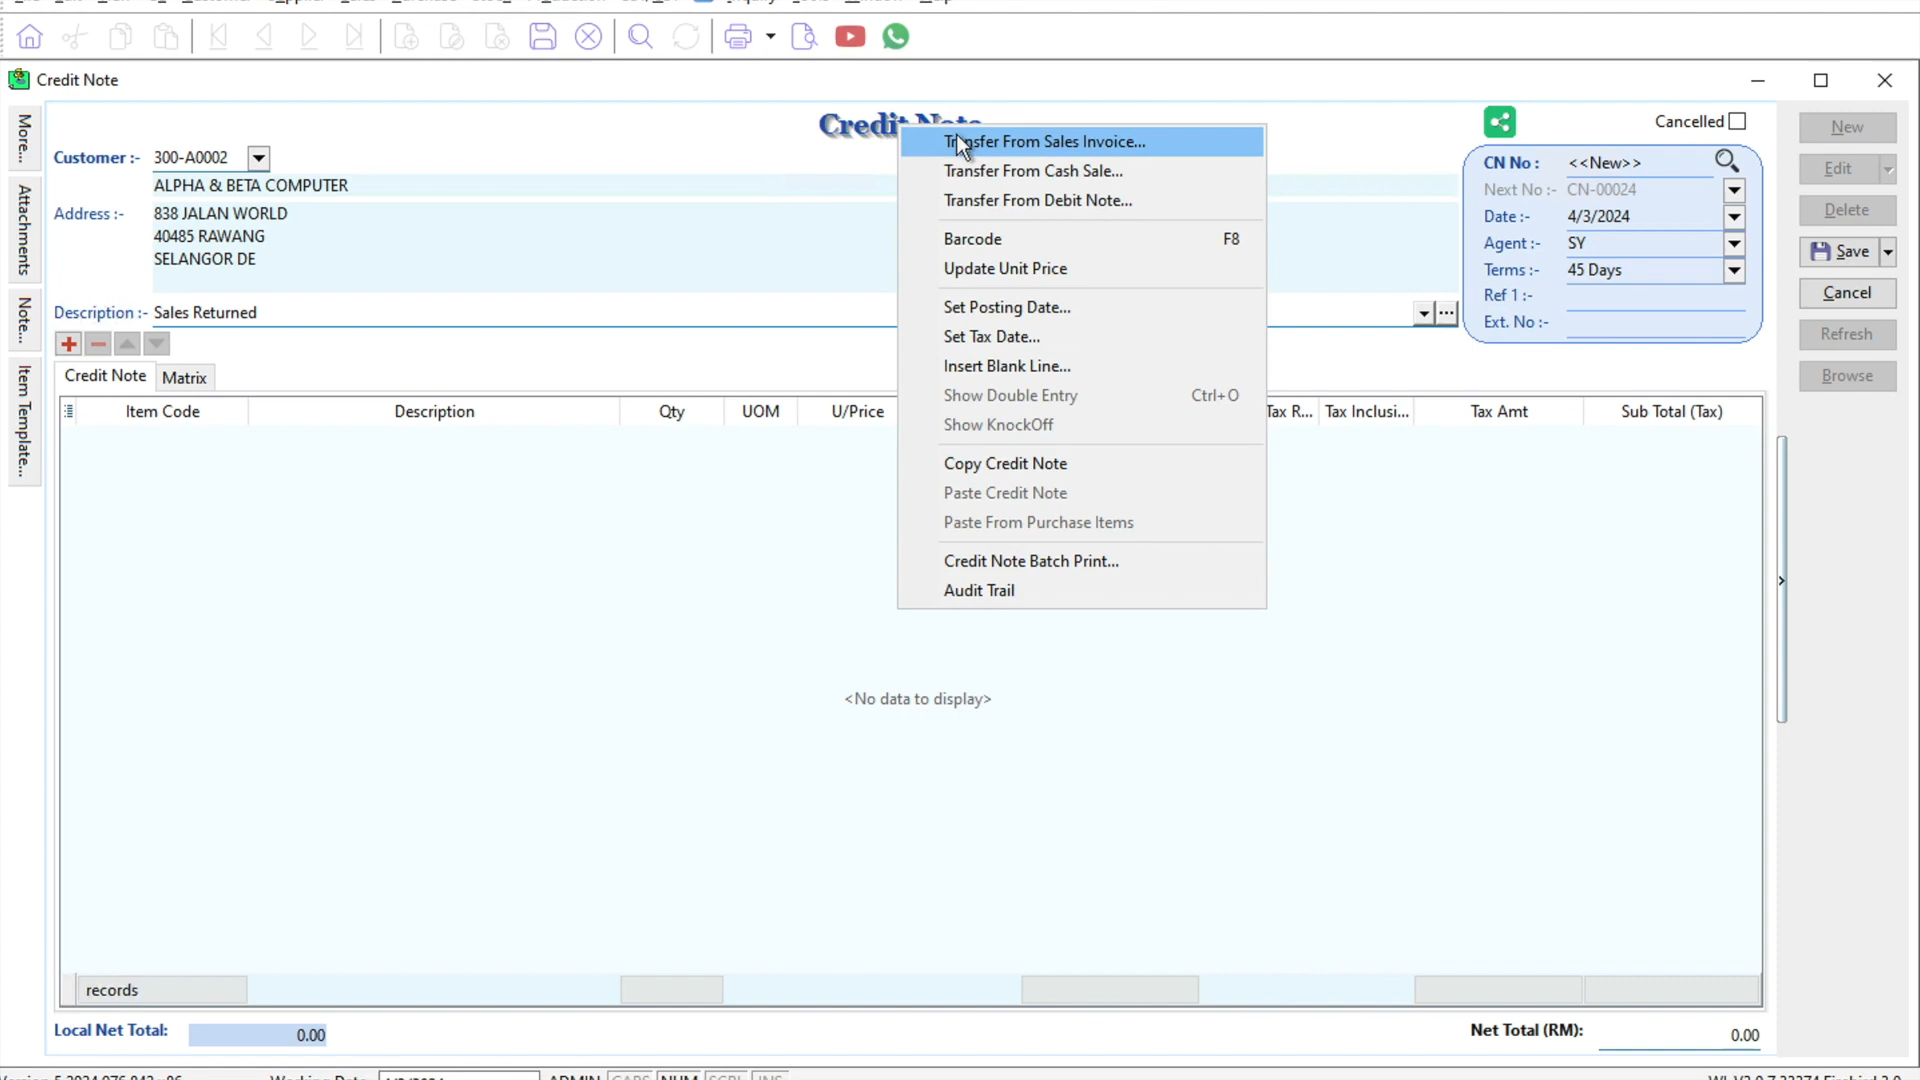 Credit Note
More...
Attachments
Note...
Item Template...
Credit Note
Cancelled
Customer :- 300-A0002
ALPHA & BETA COMPUTER
Address :- 838 JALAN WORLD
40485 RAWANG
SELANGOR DE
Description :- Sales Returned
CN No : <<New>>
Next No :- CN-00024
Date :- 4/3/2024
Agent :- SY
Terms :- 45 Days
Ref 1 :-
Ext. No :-
New
Edit
Delete
Save
Cancel
Refresh
Browse
Transfer From Sales Invoice...
Transfer From Cash Sale...
Transfer From Debit Note...
Barcode F8
Update Unit Price
Set Posting Date...
Set Tax Date...
Insert Blank Line...
Show Double Entry Ctrl+O
Show KnockOff
Copy Credit Note
Paste Credit Note
Paste From Purchase Items
Credit Note Batch Print...
Audit Trail
Credit Note Matrix
Item Code Description Qty UOM U/Price Tax R... Tax Inclusi... Tax Amt Sub Total (Tax)
<No data to display>
records
Local Net Total: 0.00
Net Total (RM): 0.00